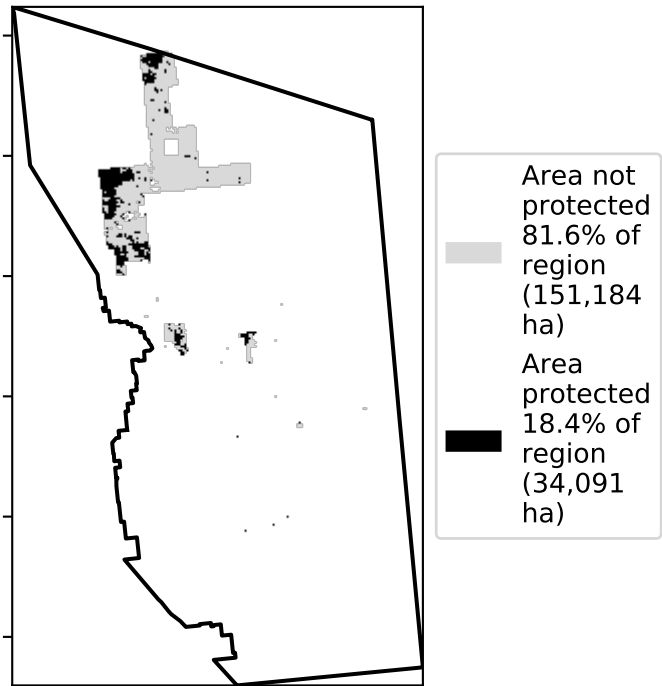 Area not
protected
81.6% of
region
(151,184
ha)
Area
protected
18.4% of
region
(34,091
ha)